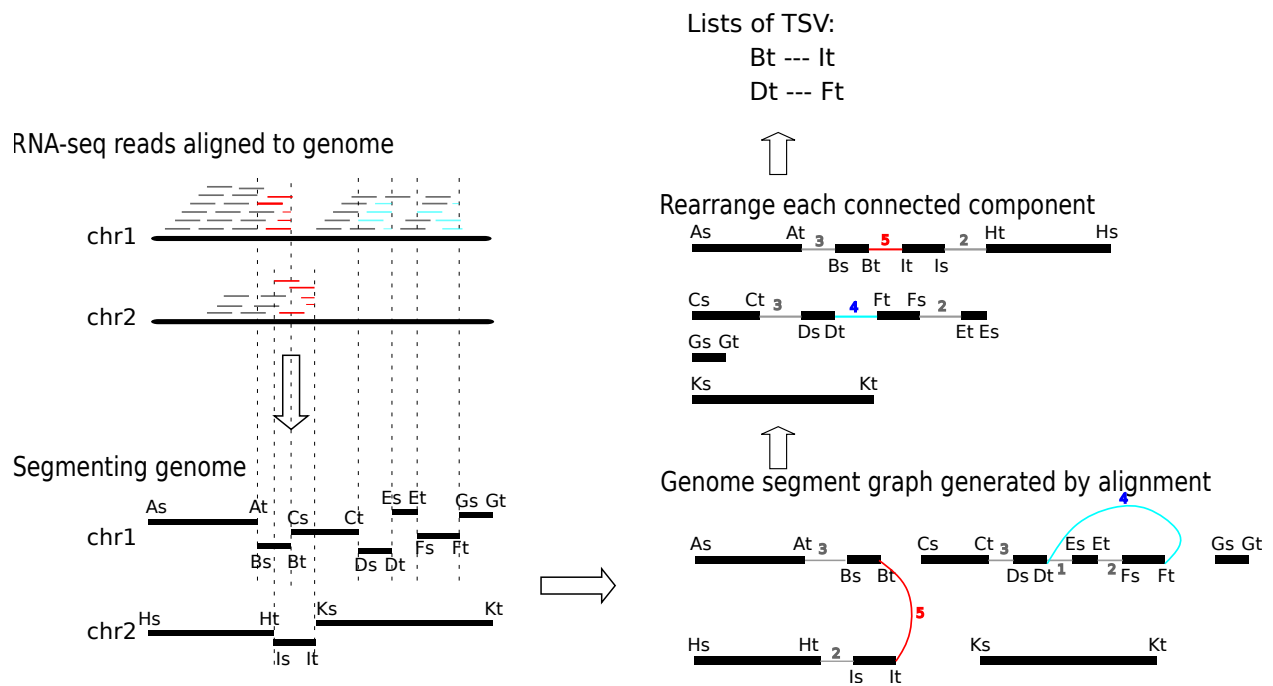 Lists of TSV:
Bt --- It
Dt --- Ft
RNA-seq reads aligned to genome
chr1
chr2
Segmenting genome
As At Cs Ct Es Et Gs Gt
chr1
Bs Bt Ds Dt Fs Ft
Hs Ht Ks Kt
chr2
Is It
Rearrange each connected component
As At 3 5 2 Ht Hs
Bs Bt It Is
Cs Ct 3 4 Ft Fs 2
Ds Dt Et Es
Gs Gt
Ks Kt
Genome segment graph generated by alignment
4
As At 3 Cs Ct 3 Es Et Gs Gt
Bs Bt Ds Dt 1 2 Fs Ft
5
Hs Ht 2 Ks Kt
Is It